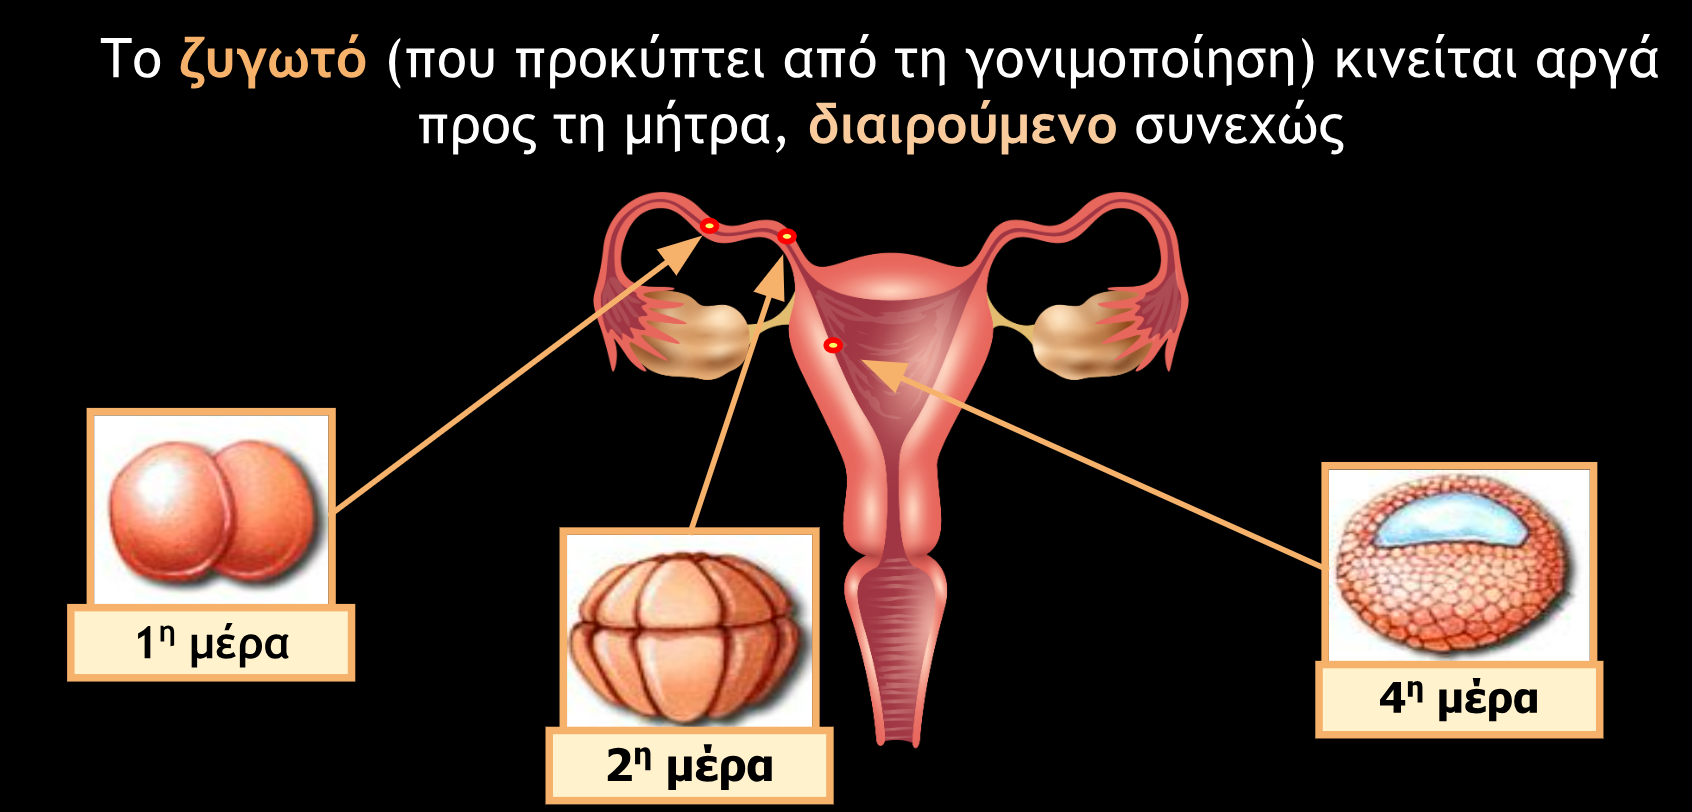 Το ζυγωτό (που προκύπτει από τη γονιμοποίηση) κινείται αργά
προς τη μήτρα, διαιρούμενο συνεχώς
1η μέρα
2η μέρα
4η μέρα